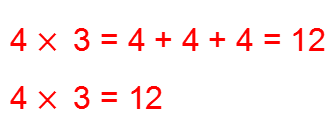 4 × 3 = 4 + 4 + 4 = 12
4 × 3 = 12